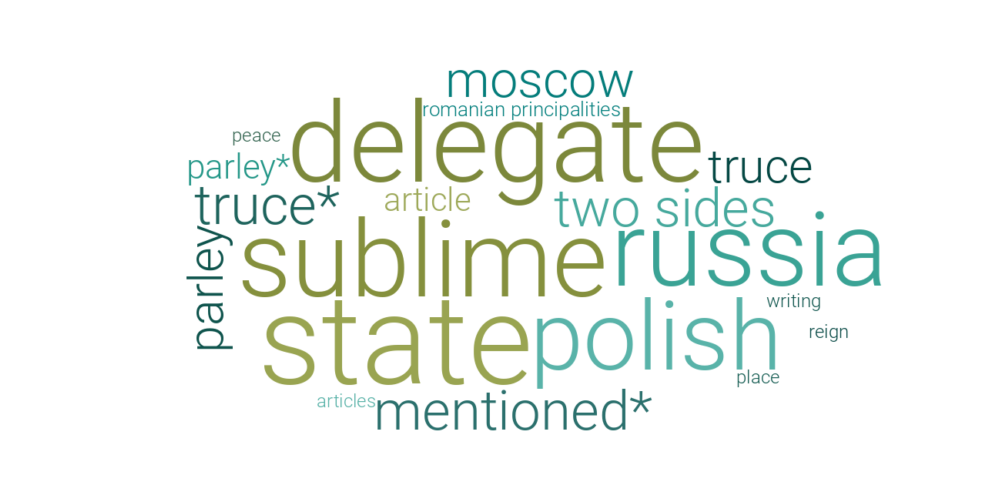 moscow
romanian principalities
delegate
peace
parley*
truce
truce*
article
two sides
parley
sublime
russia
writing
reign
state
polish
place
articles
mentioned*